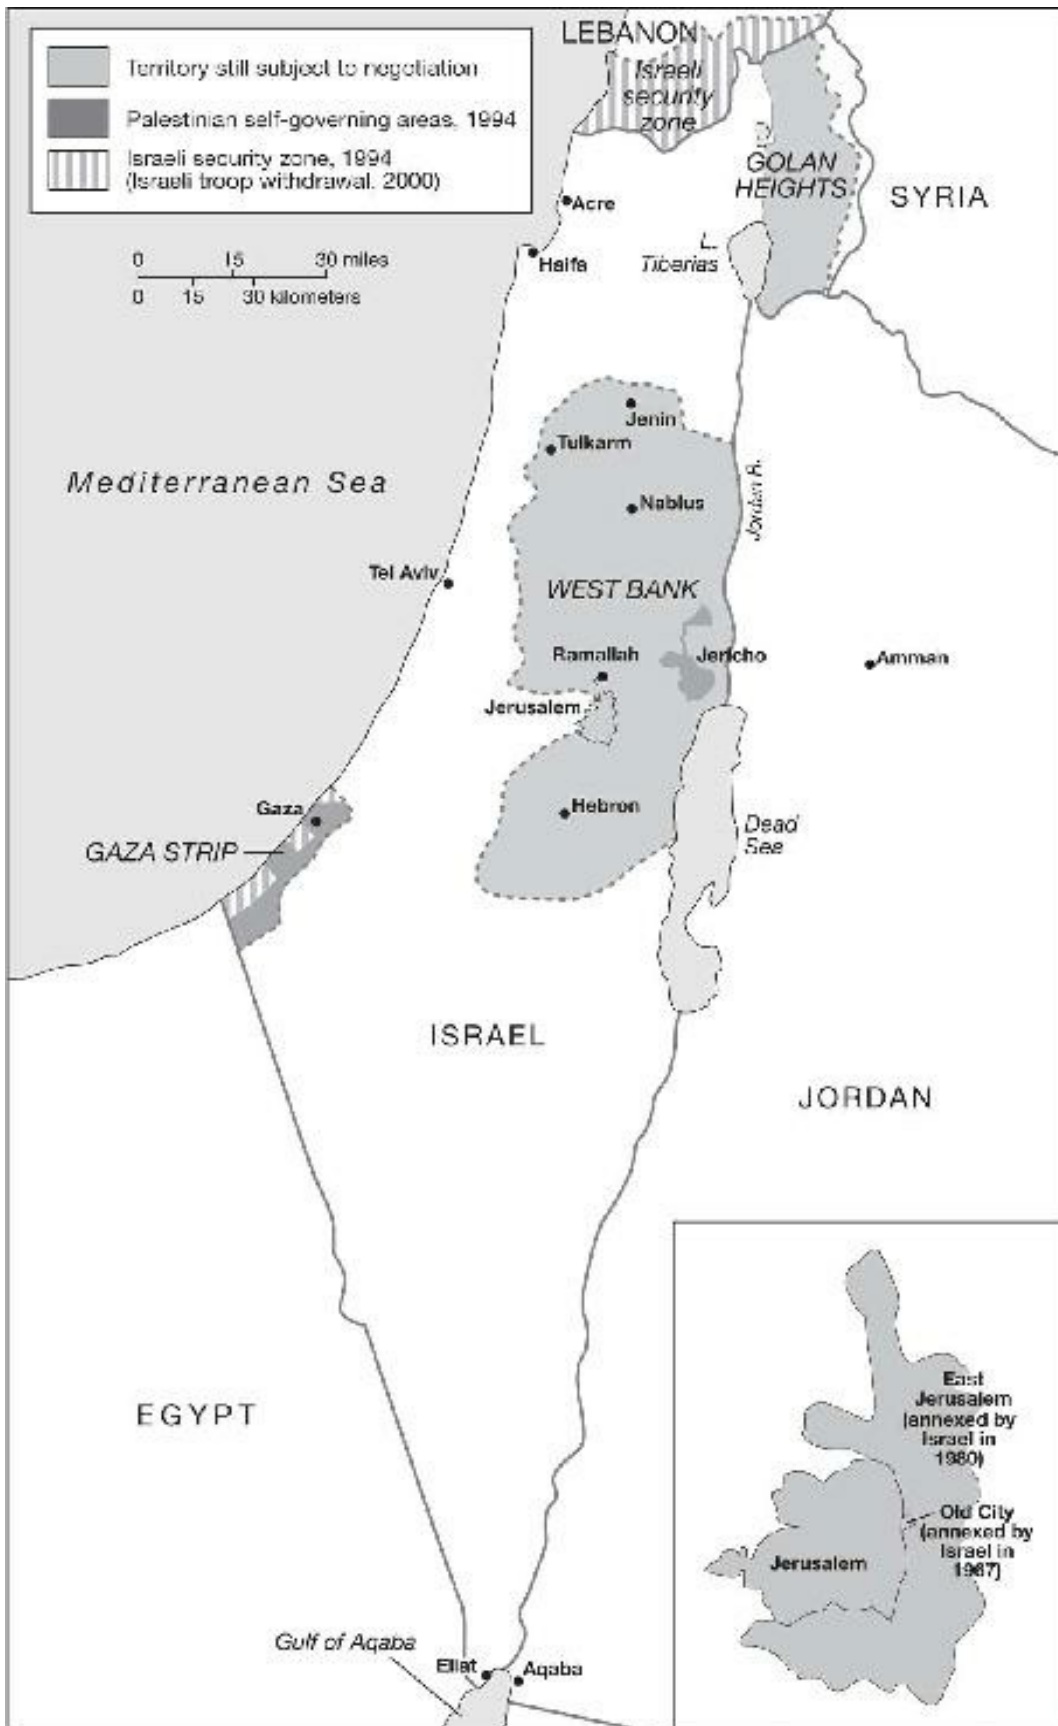 Territory still subject to negotiation
Palestinian self-governing areas, 1994
Israeli security zone, 1994
(Israeli troop withdrawal, 2000)
0 15 30 miles
0 15 30 kilometers
LEBANON
Israeli
security
zone
GOLAN
HEIGHTS
SYRIA
Acre
Haifa
L.
Tiberias
Jenin
Tulkarm
Mediterranean Sea
Nablus
Jordan R.
Tel Aviv
WEST BANK
Ramallah
Jericho
Amman
Jerusalem
Gaza
Hebron
Dead
Sea
GAZA STRIP
ISRAEL
JORDAN
EGYPT
East
Jerusalem
(annexed by
Israel in
1980)
Old City
(annexed by
Israel in
1967)
Jerusalem
Gulf of Aqaba
Eilat
Aqaba